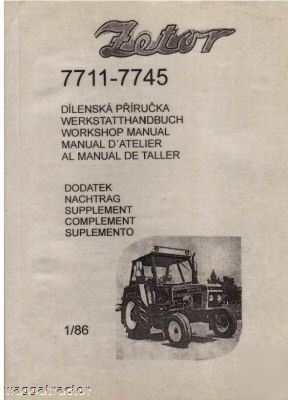 Zetor
7711-7745
DÍLENSKÁ PŘÍRUČKA
WERKSTATTHANDBUCH
WORKSHOP MANUAL
MANUAL D´ATELIER
AL MANUAL DE TALLER
DODATEK
NACHTRAG
SUPPLEMENT
COMPLEMENT
SUPLEMENTO
1/86
maggatractor